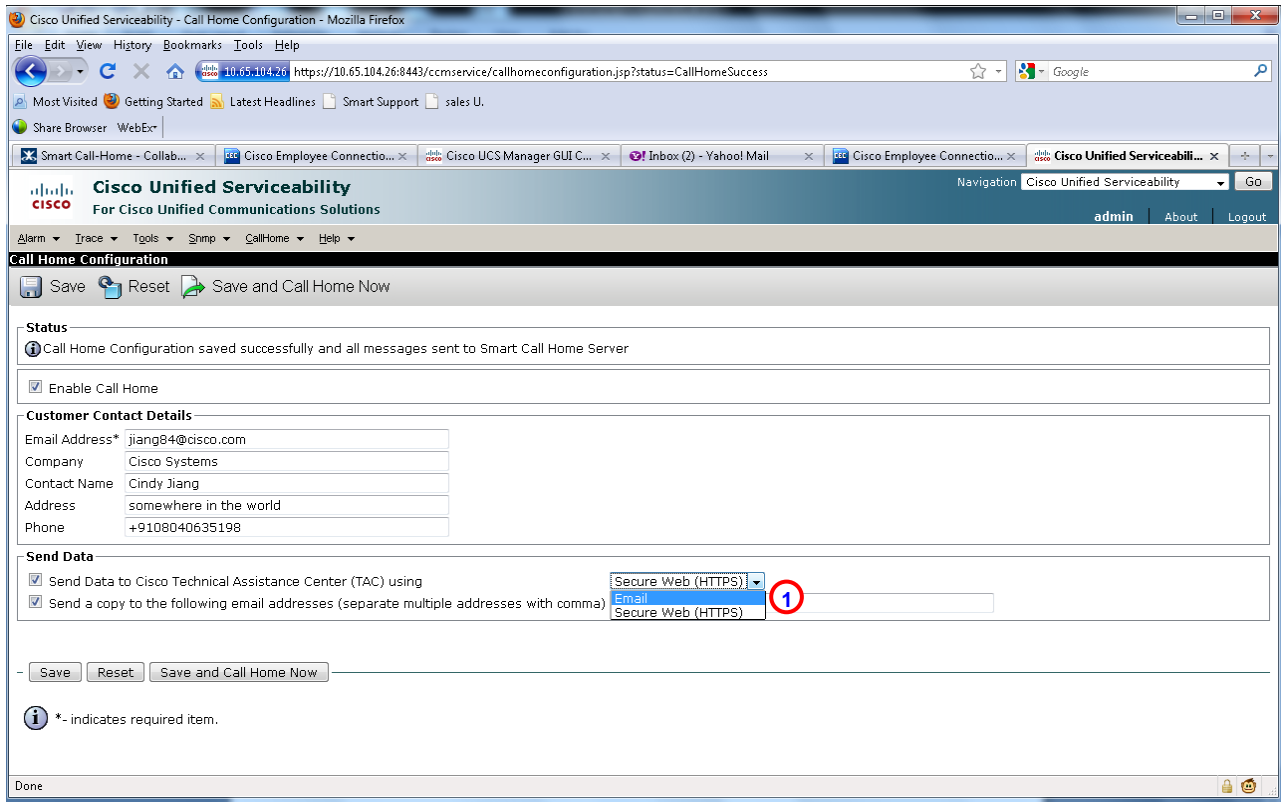 Cisco Unified Serviceability - Call Home Configuration - Mozilla Firefox
File Edit View History Bookmarks Tools Help
10.65.104.26 https://10.65.104.26:8443/ccmservice/callhomeconfiguration.jsp?status=CallHomeSuccess Google
Most Visited Getting Started Latest Headlines Smart Support sales U.
Share Browser WebEx
Smart Call-Home - Collab... Cisco Employee Connectio... Cisco UCS Manager GUI C... Inbox (2) - Yahoo! Mail Cisco Employee Connectio... Cisco Unified Serviceabili...
Cisco Unified Serviceability Navigation Cisco Unified Serviceability Go
CISCO For Cisco Unified Communications Solutions
admin About Logout
Alarm Trace Tools Snmp CallHome Help
Call Home Configuration
Save Reset Save and Call Home Now
Status
Call Home Configuration saved successfully and all messages sent to Smart Call Home Server
Enable Call Home
Customer Contact Details
Email Address* jiang84@cisco.com
Company Cisco Systems
Contact Name Cindy Jiang
Address somewhere in the world
Phone +9108040635198
Send Data
Send Data to Cisco Technical Assistance Center (TAC) using Secure Web (HTTPS)
Send a copy to the following email addresses (separate multiple addresses with comma) Email 1
Secure Web (HTTPS)
Save Reset Save and Call Home Now
*- indicates required item.
Done